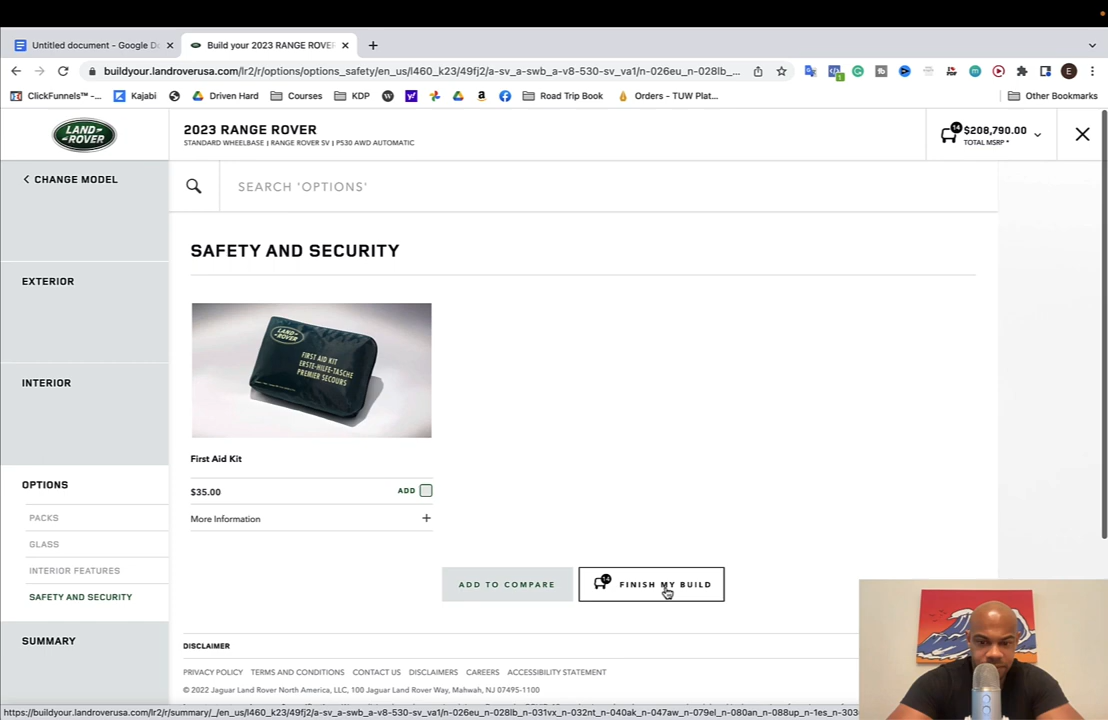 Untitled document - Google Do
Build your 2023 RANGE ROVER
buildyour.landroverusa.com/lr2/r/options/options_safety/en_us/l460_k23/49fj2/a-sv_a-swb_a-v8-530-sv_va1/n-026eu_n-028lb_...
E
ClickFunnels™ -...
Kajabi
Driven Hard
Courses
KDP
Road Trip Book
Orders - TUW Plat...
Other Bookmarks
LAND ROVER
2023 RANGE ROVER
STANDARD WHEELBASE | RANGE ROVER SV | P530 AWD AUTOMATIC
14
$208,790.00
TOTAL MSRP *
CHANGE MODEL
SEARCH 'OPTIONS'
SAFETY AND SECURITY
EXTERIOR
INTERIOR
OPTIONS
PACKS
GLASS
INTERIOR FEATURES
SAFETY AND SECURITY
SUMMARY
LAND ROVER
FIRST AID KIT
ERSTE-HILFE-TASCHE
PREMIER SECOURS
First Aid Kit
$35.00
ADD
More Information
ADD TO COMPARE
14
FINISH MY BUILD
DISCLAIMER
PRIVACY POLICY TERMS AND CONDITIONS CONTACT US DISCLAIMERS CAREERS ACCESSIBILITY STATEMENT
© 2022 Jaguar Land Rover North America, LLC, 100 Jaguar Land Rover Way, Mahwah, NJ 07495-1100
https://buildyour.landroverusa.com/lr2/r/summary/_/en_us/l460_k23/49fj2/a-sv_a-swb_a-v8-530-sv_va1/n-026eu_n-028lb_n-031vx_n-032nt_n-040ak_n-047aw_n-079el_n-080an_n-088up_n-1es_n-303